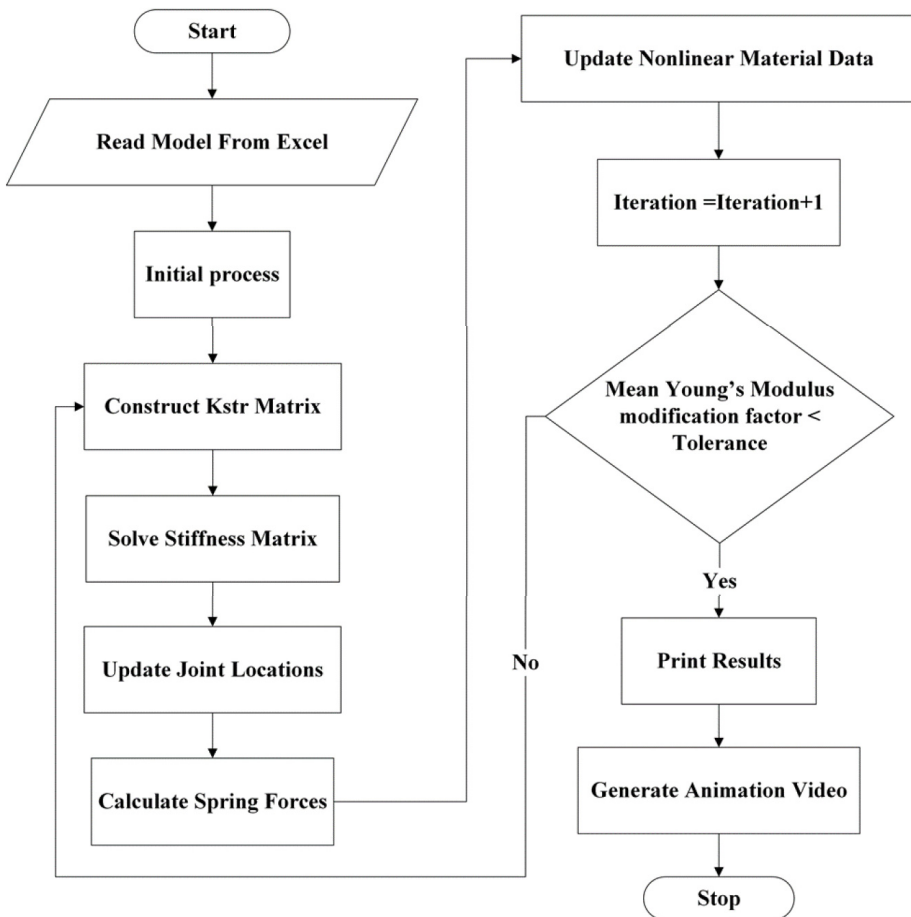 Start
Read Model From Excel
Initial process
Construct Kstr Matrix
Solve Stiffness Matrix
Update Joint Locations
Calculate Spring Forces
Update Nonlinear Material Data
Iteration =Iteration+1
Mean Young’s Modulus
modification factor <
Tolerance
Yes
No
Print Results
Generate Animation Video
Stop